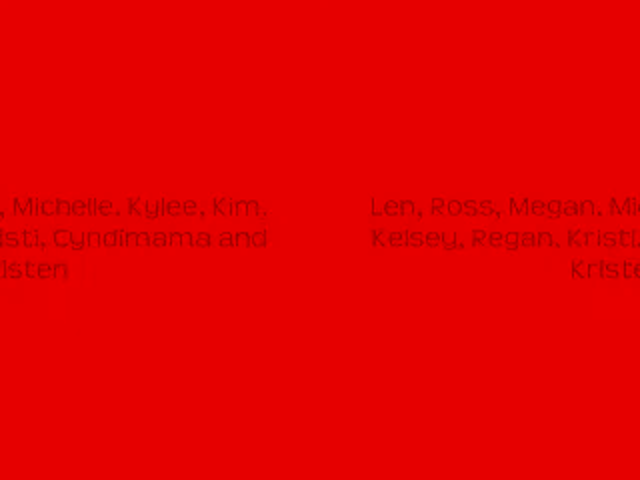 , Michelle, Kylee, Kim,
isti, Cyndimama and
isten
Len, Ross, Megan, Mi
Kelsey, Regan, Kristi
Kriste